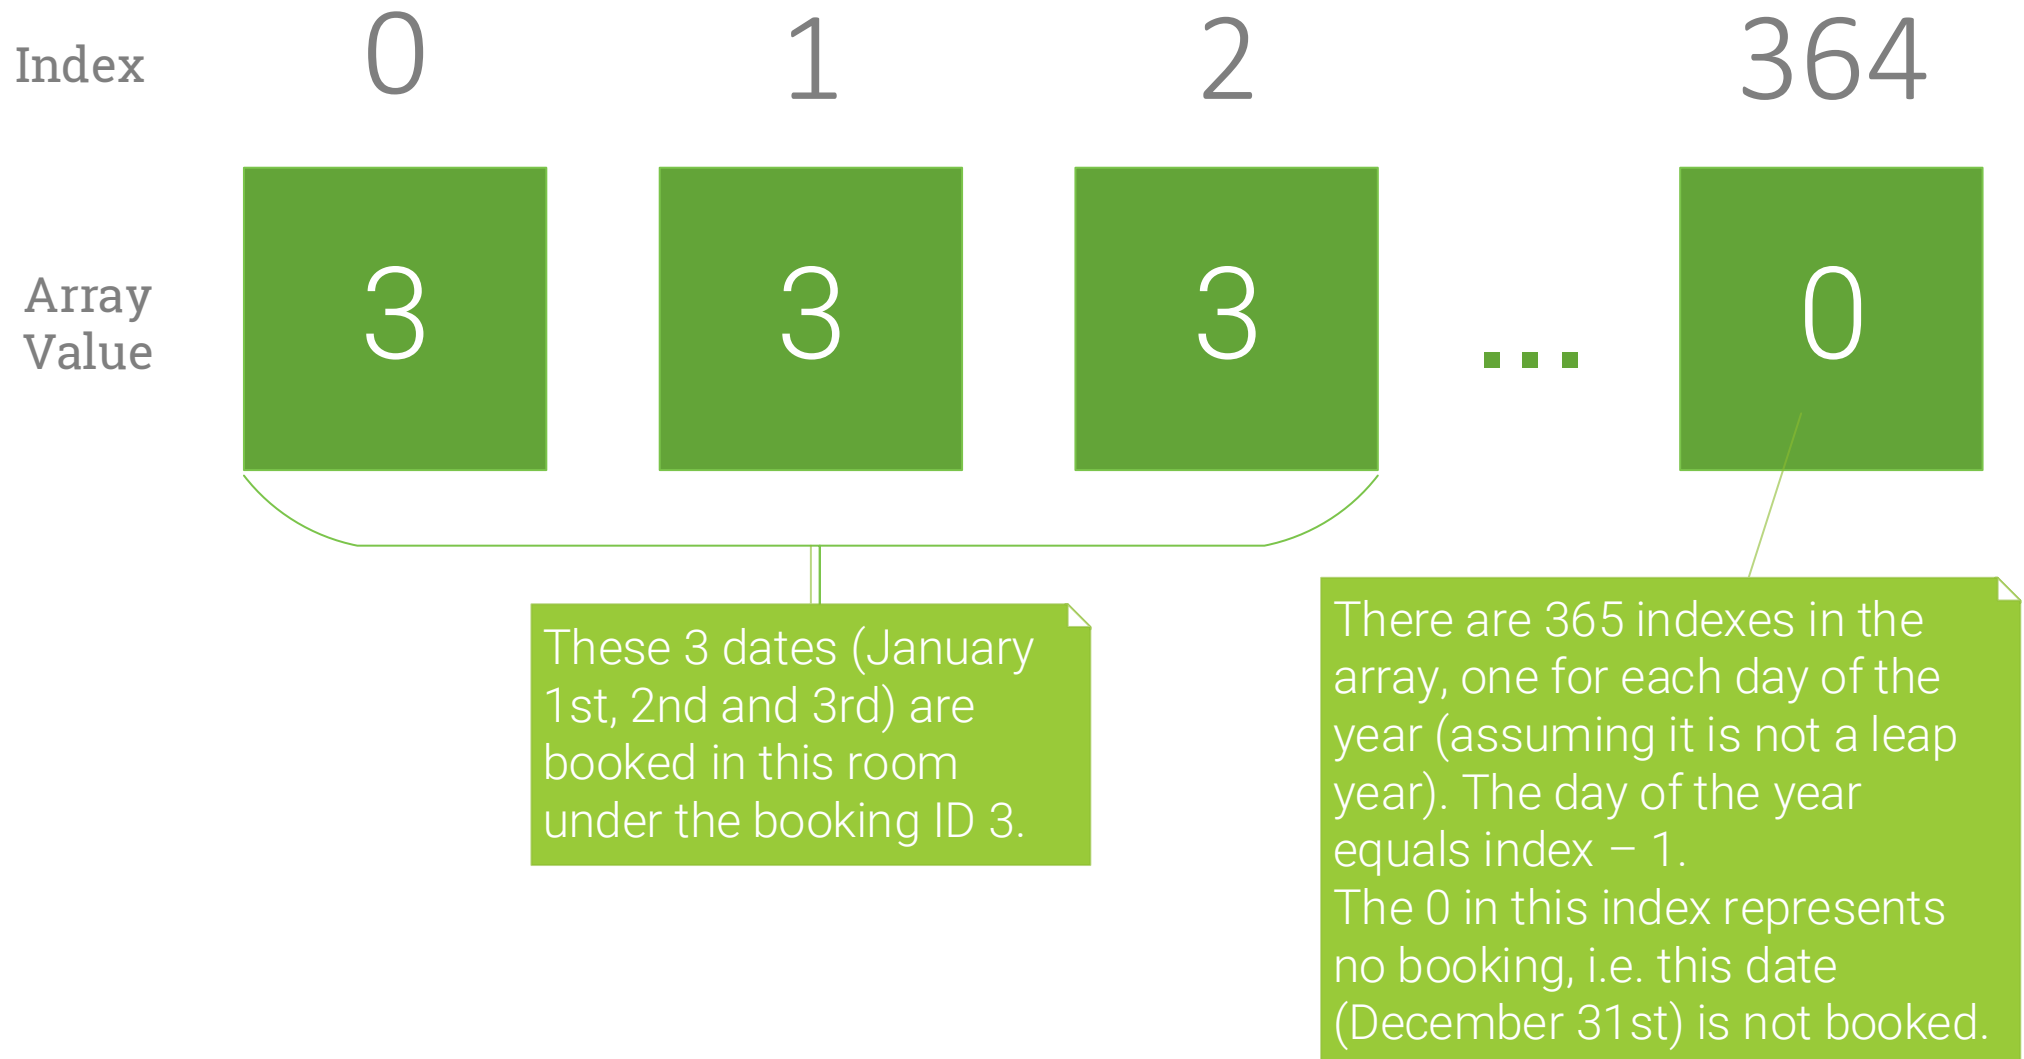 Index 0 1 2 364
Array
Value
3 3 3 ... 0
These 3 dates (January
1st, 2nd and 3rd) are
booked in this room
under the booking ID 3.
There are 365 indexes in the
array, one for each day of the
year (assuming it is not a leap
year). The day of the year
equals index – 1.
The 0 in this index represents
no booking, i.e. this date
(December 31st) is not booked.